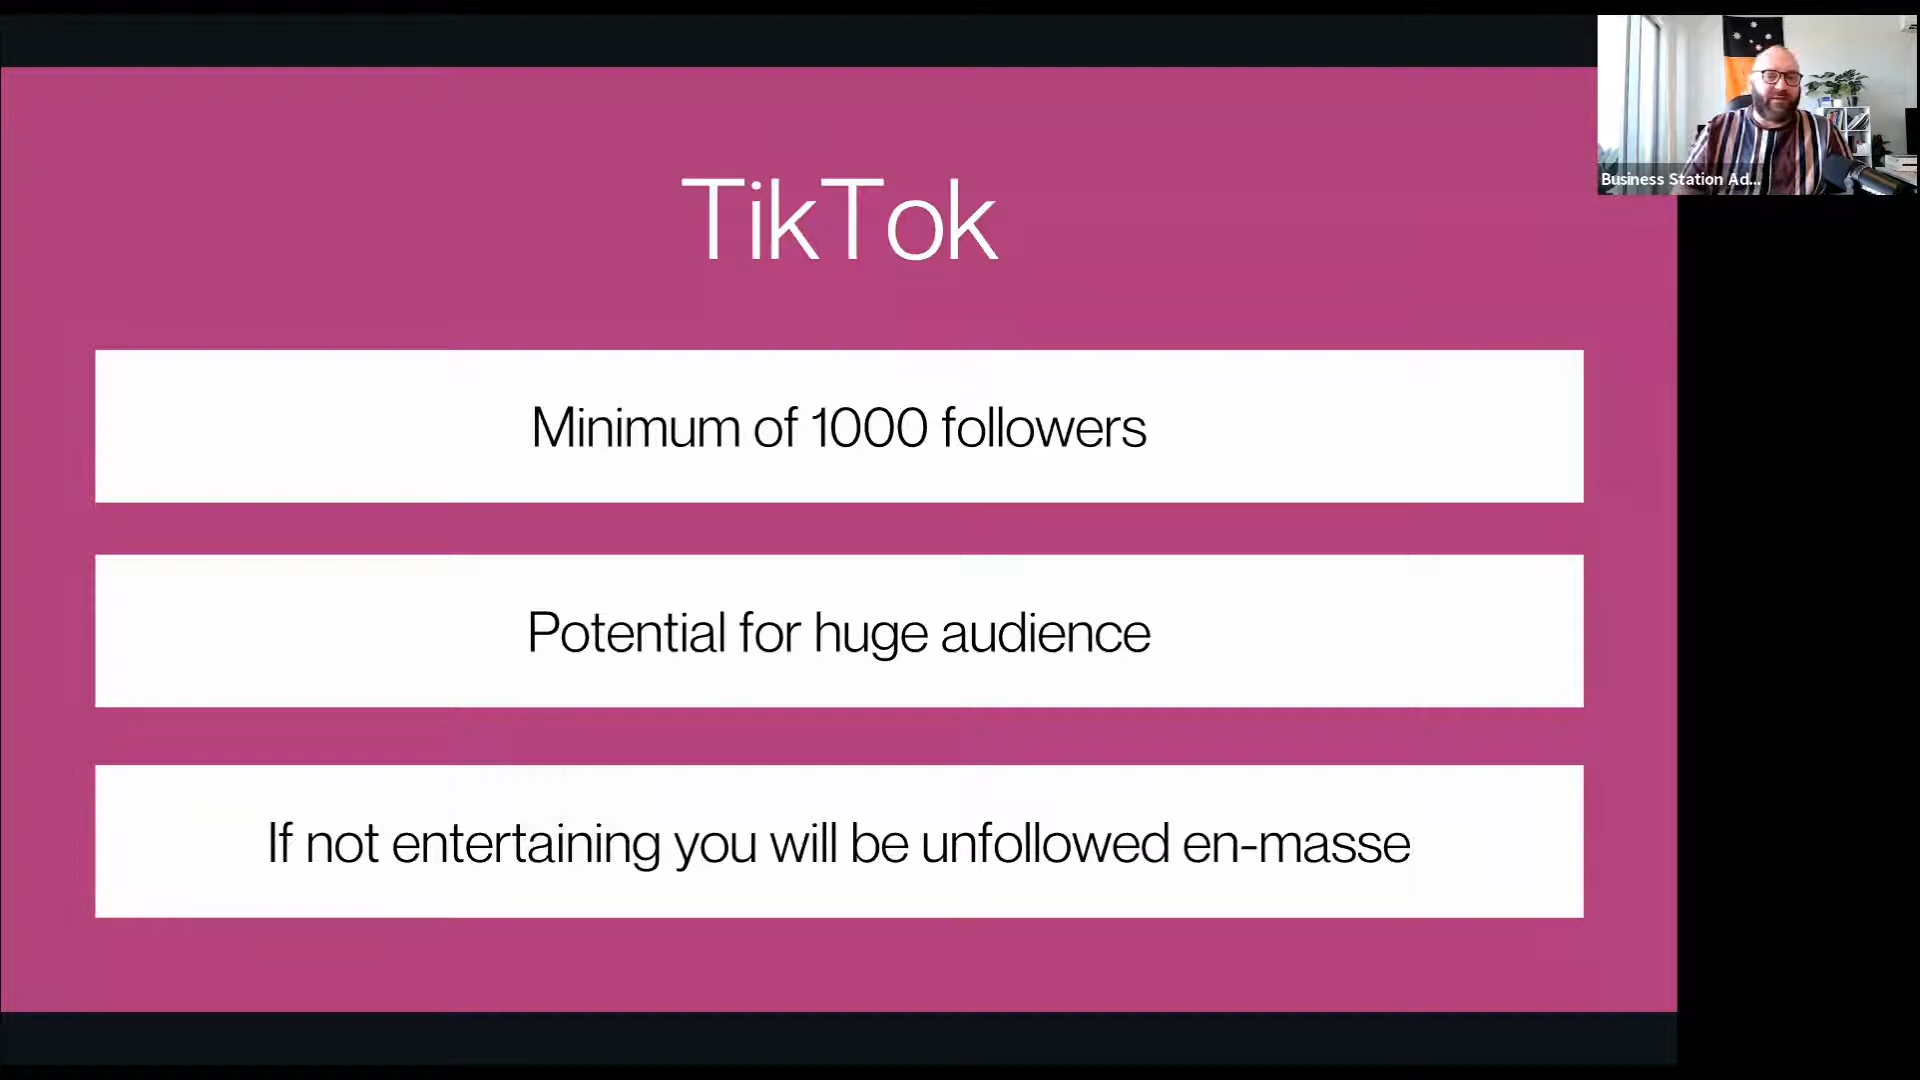 TikTok
Minimum of 1000 followers
Potential for huge audience
If not entertaining you will be unfollowed en-masse
Business Station Ad...